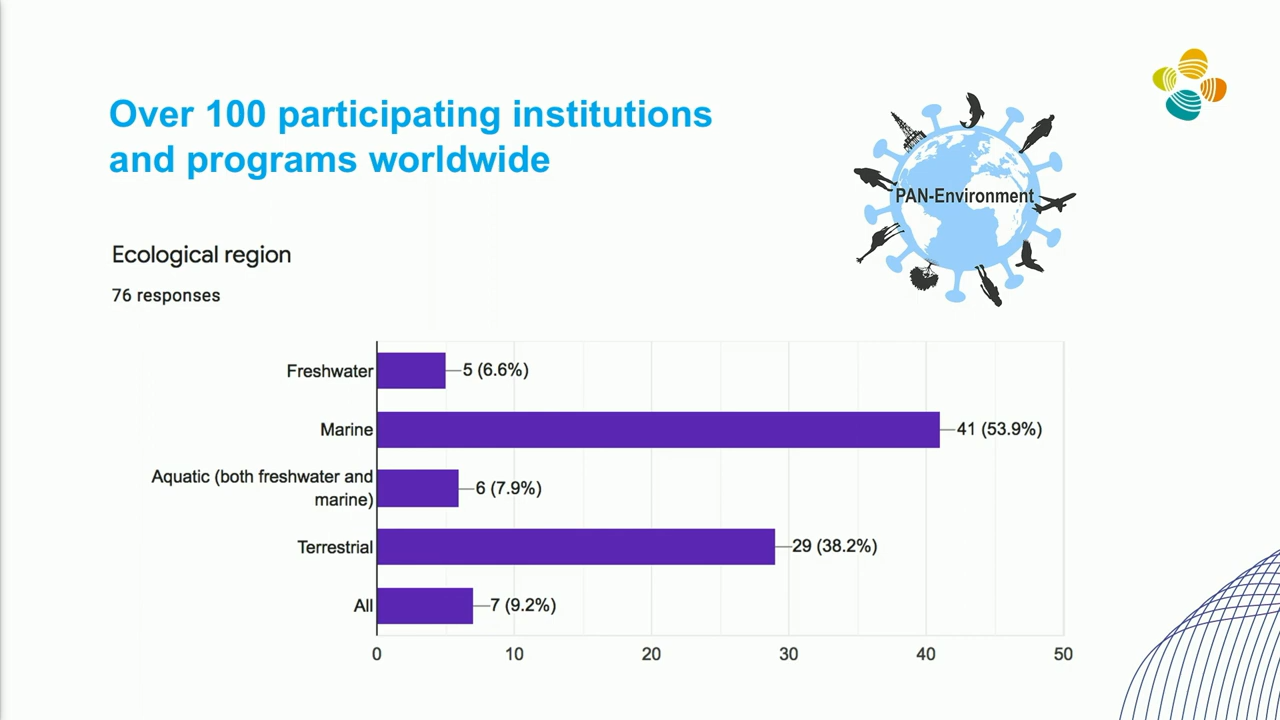 Over 100 participating institutions
and programs worldwide
PAN-Environment
Ecological region
76 responses
Freshwater 5 (6.6%)
Marine 41 (53.9%)
Aquatic (both freshwater and
marine) 6 (7.9%)
Terrestrial 29 (38.2%)
All 7 (9.2%)
0 10 20 30 40 50